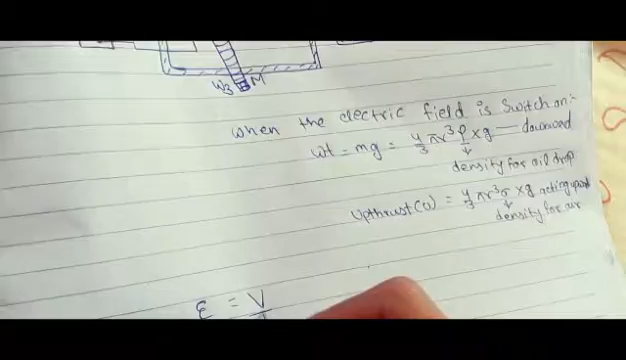 W3 M
when the electric field is switch on:-
wt = mg = 4/3 πr³ρ × g — downward
density for oil drop
Upthrust(U) = 4/3 πr³σ × g acting upward
density for air
E = V